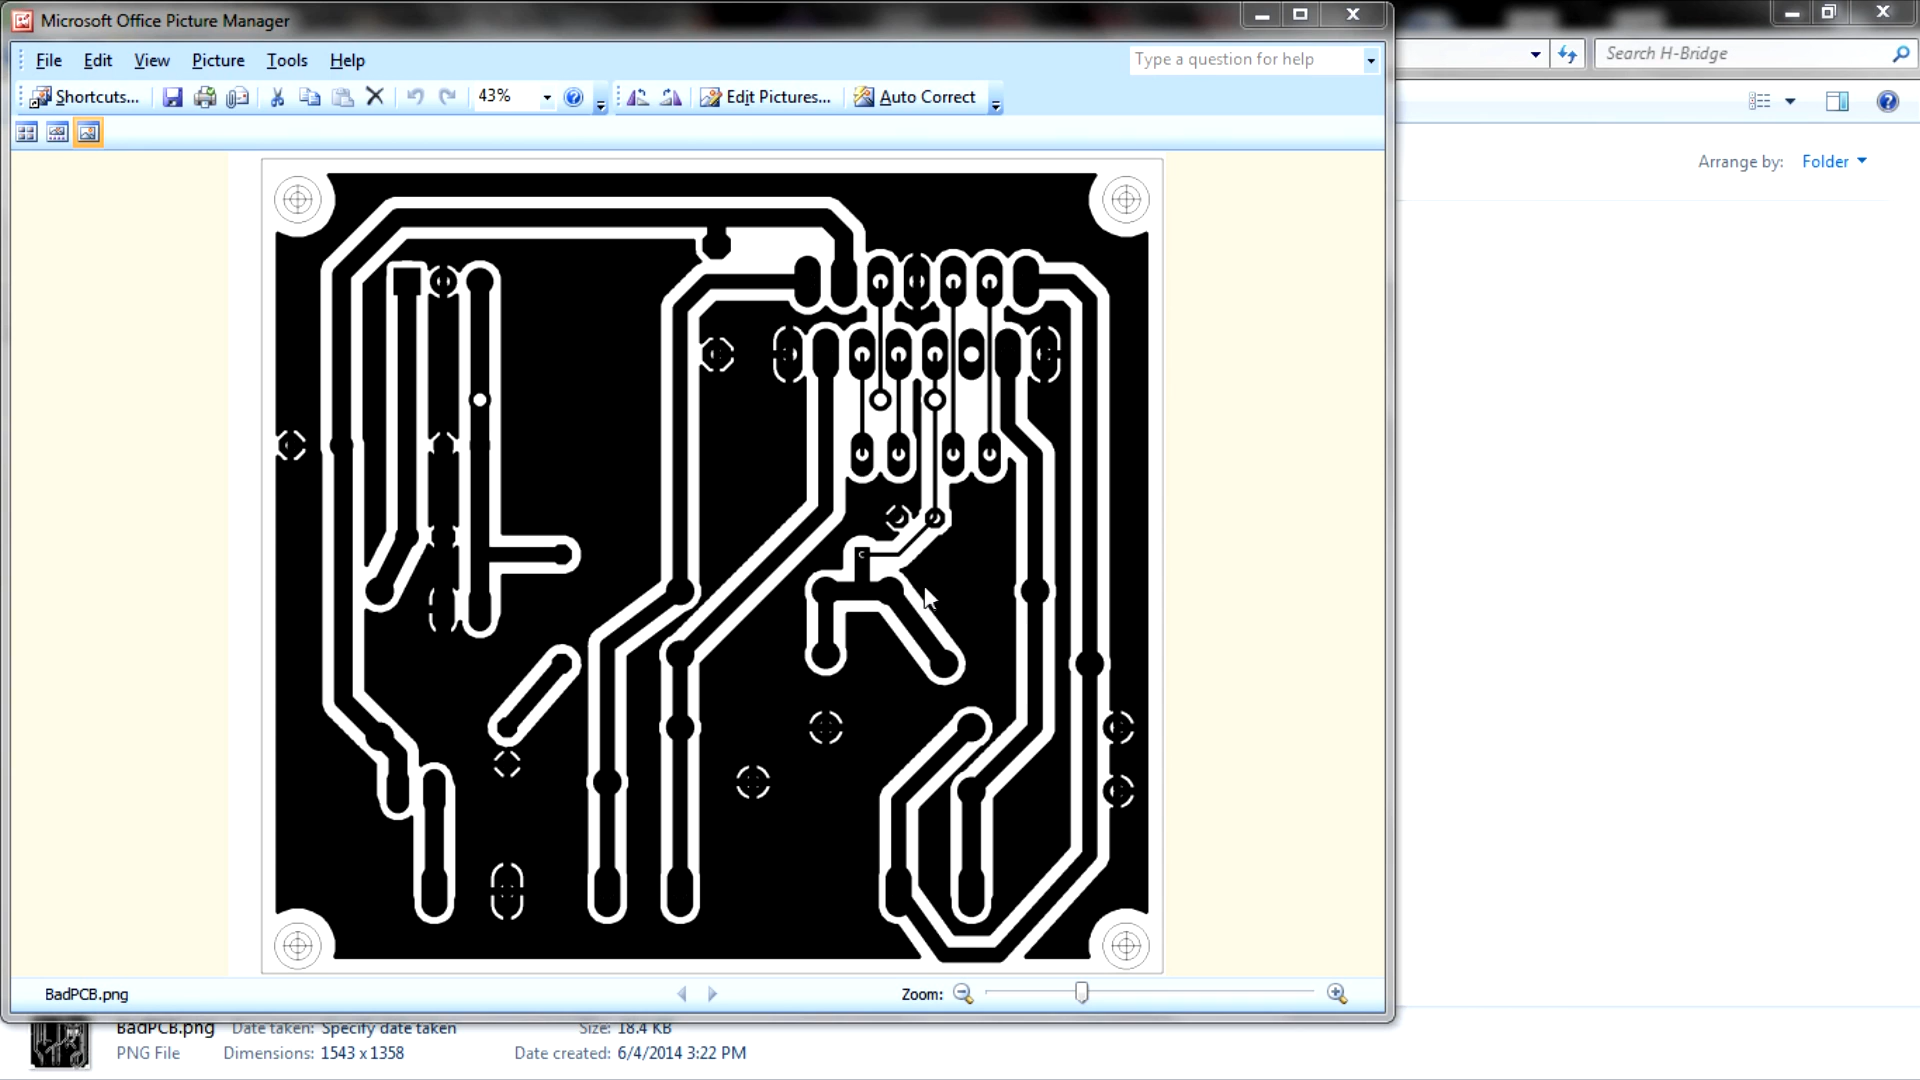 Microsoft Office Picture Manager
File Edit View Picture Tools Help
Type a question for help
Search H-Bridge
Shortcuts...
43%
Edit Pictures...
Auto Correct
Arrange by: Folder
C
BadPCB.png
Zoom:
BadPCB.png Date taken: Specify date taken Size: 18.4 KB
PNG File Dimensions: 1543 x 1358 Date created: 6/4/2014 3:22 PM